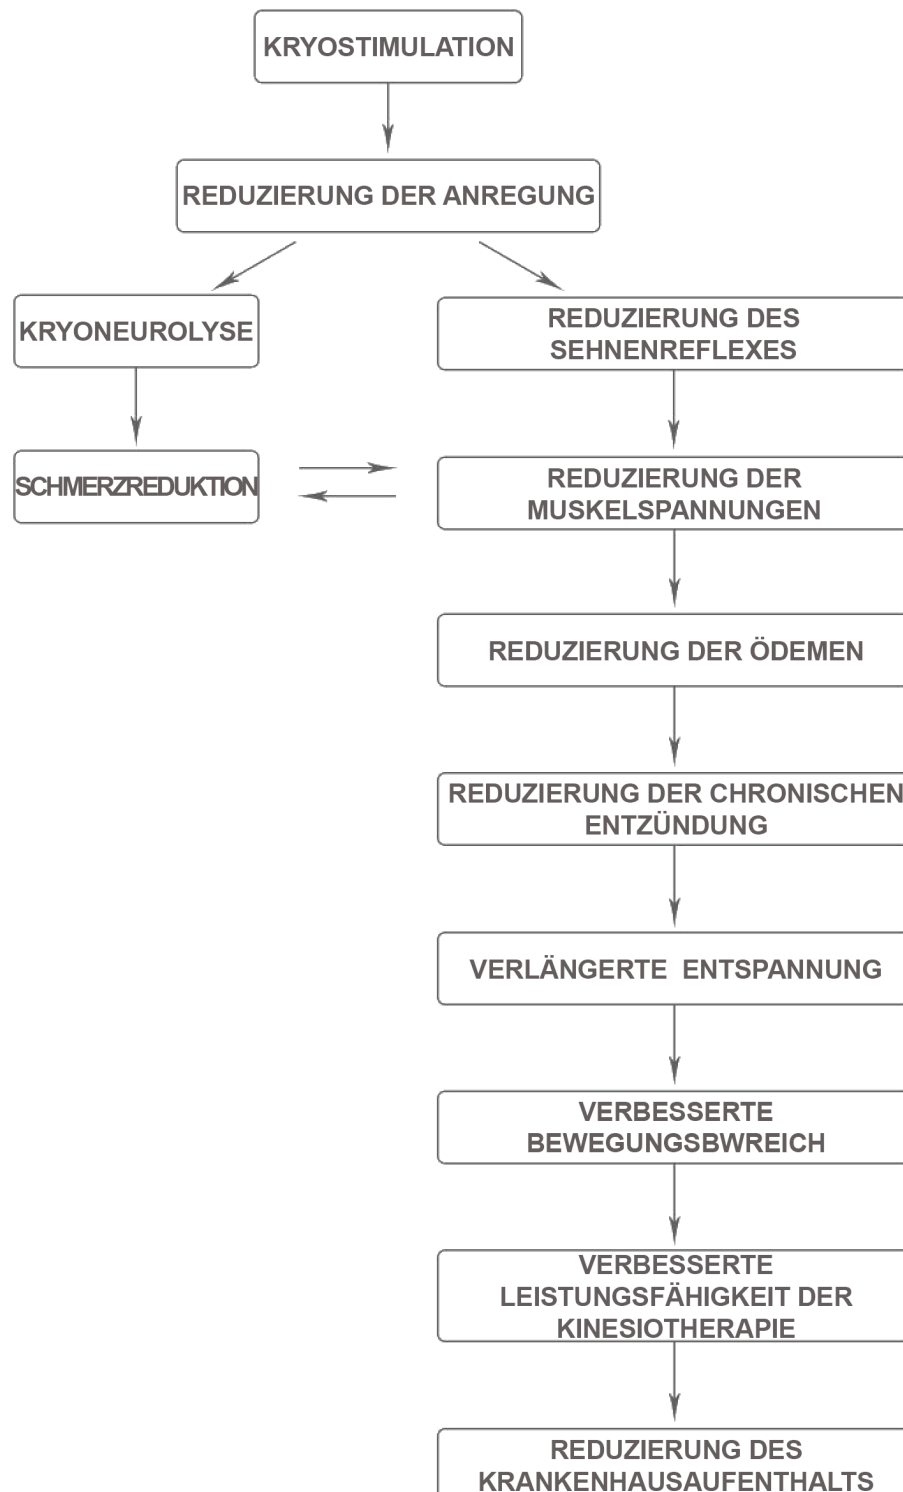 KRYOSTIMULATION
REDUZIERUNG DER ANREGUNG
KRYONEUROLYSE
REDUZIERUNG DES
SEHNENREFLEXES
SCHMERZREDUKTION
REDUZIERUNG DER
MUSKELSPANNUNGEN
REDUZIERUNG DER ÖDEMEN
REDUZIERUNG DER CHRONISCHEN
ENTZÜNDUNG
VERLÄNGERTE ENTSPANNUNG
VERBESSERTE
BEWEGUNGSBWREICH
VERBESSERTE
LEISTUNGSFÄHIGKEIT DER
KINESIOTHERAPIE
REDUZIERUNG DES
KRANKENHAUSAUFENTHALTS